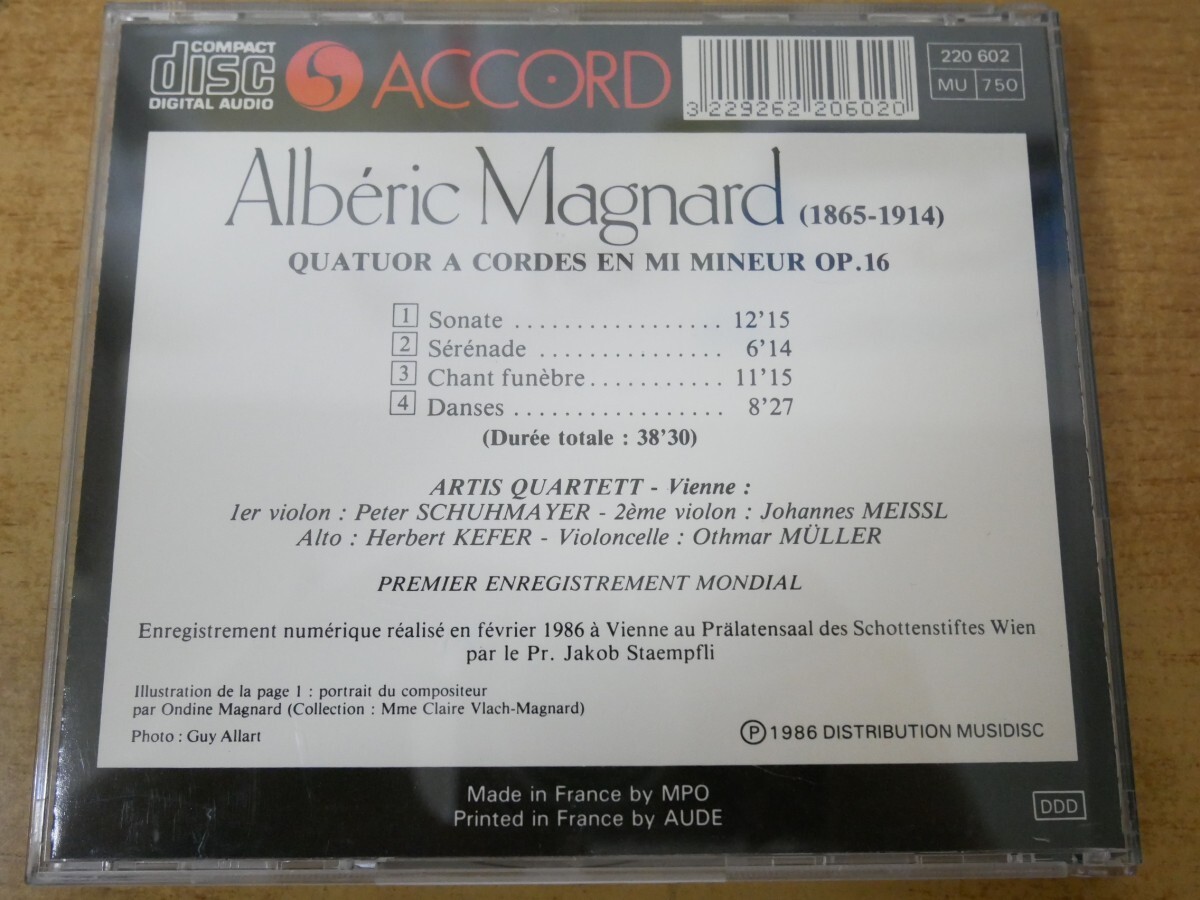 COMPACT
disc
DIGITAL AUDIO
ACCORD
3 229262 206020
220 602
MU 750
Albéric Magnard (1865-1914)
QUATUOR A CORDES EN MI MINEUR OP.16
1 Sonate ................. 12'15
2 Sérénade ............... 6'14
3 Chant funèbre........... 11'15
4 Danses ................. 8'27
(Durée totale : 38'30)
ARTIS QUARTETT - Vienne :
1er violon : Peter SCHUHMAYER - 2ème violon : Johannes MEISSL
Alto : Herbert KEFER - Violoncelle : Othmar MÜLLER
PREMIER ENREGISTREMENT MONDIAL
Enregistrement numérique réalisé en février 1986 à Vienne au Prälatensaal des Schottenstiftes Wien
par le Pr. Jakob Staempfli
Illustration de la page 1 : portrait du compositeur
par Ondine Magnard (Collection : Mme Claire Vlach-Magnard)
Photo : Guy Allart
Ⓟ 1986 DISTRIBUTION MUSIDISC
Made in France by MPO
Printed in France by AUDE
DDD